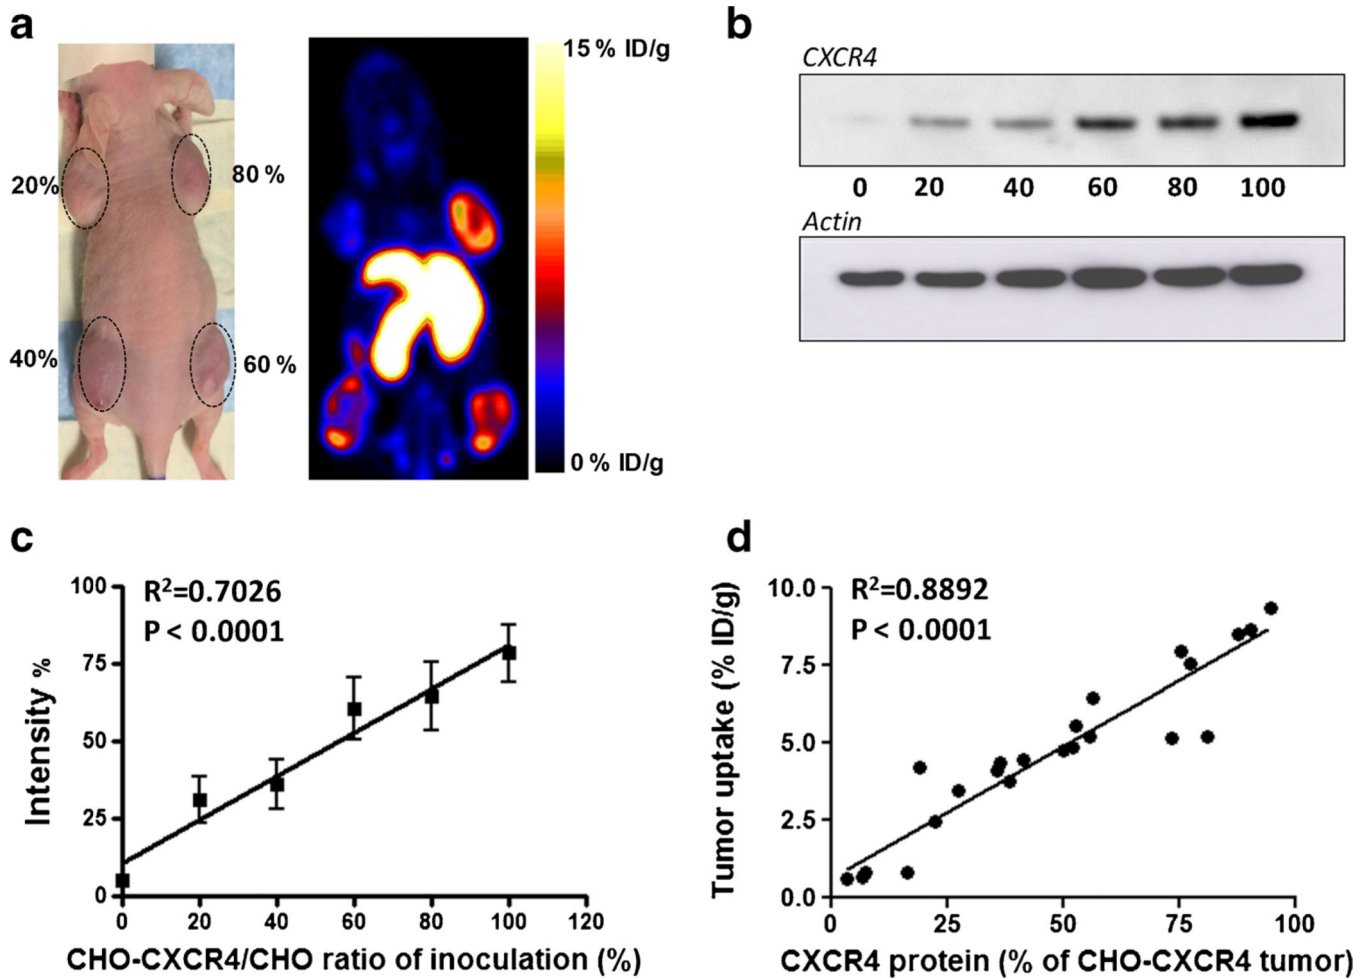 a
15 % ID/g
20%
80 %
40%
60 %
0 % ID/g
b
CXCR4
0 20 40 60 80 100
Actin
c
R²=0.7026
P < 0.0001
100
75
50
25
0
0 20 40 60 80 100 120
Intensity %
CHO-CXCR4/CHO ratio of inoculation (%)
d
R²=0.8892
P < 0.0001
10.0
7.5
5.0
2.5
0.0
0 25 50 75 100
Tumor uptake (% ID/g)
CXCR4 protein (% of CHO-CXCR4 tumor)